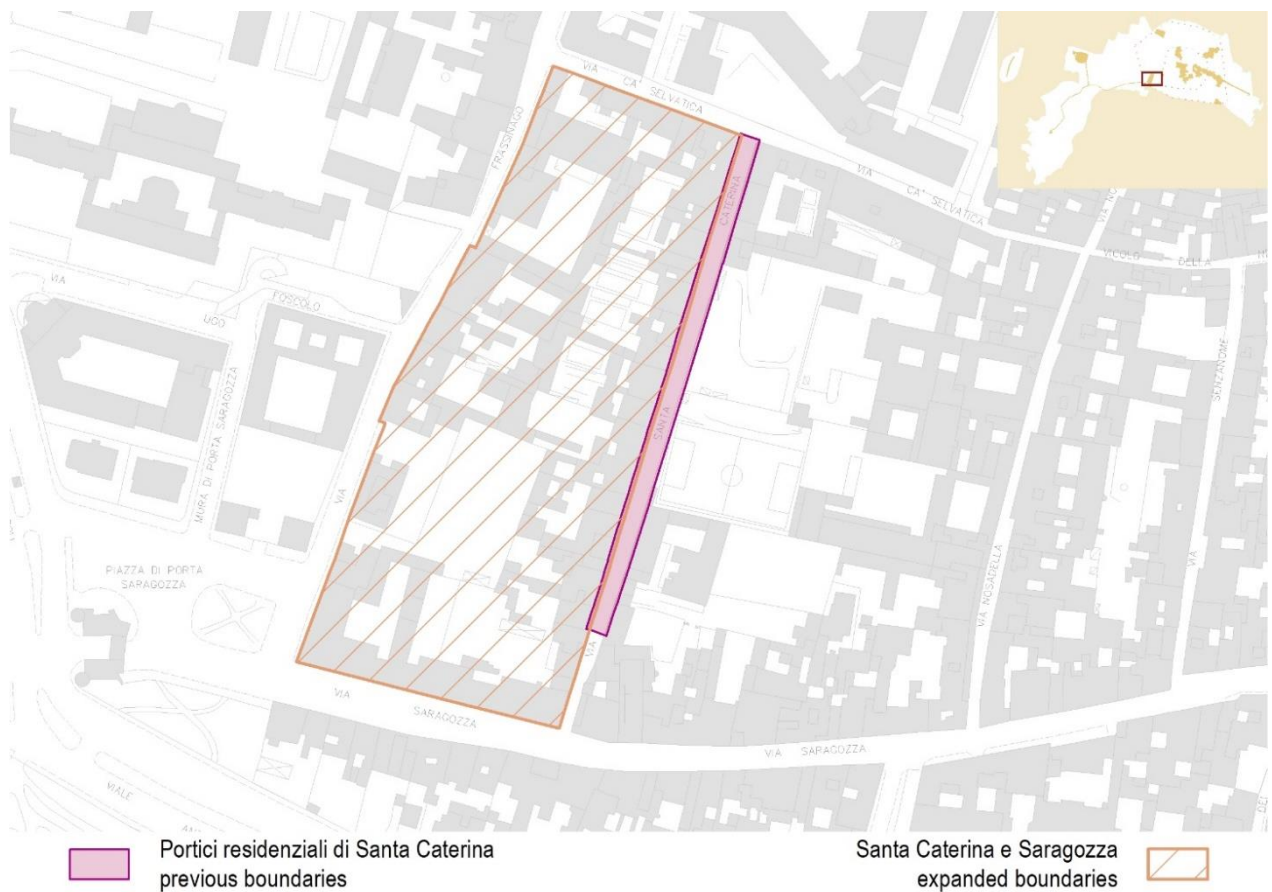 VIA
CA' SELVATICA
FRASSINAGO
CATERINA
VIA
CA' SELVATICA
VICOLO DELLA
VIA
UGO
FOSCOLO
MURA DI PORTA SARAGOZZA
SANTA
SENZANOME
PIAZZA DI PORTA
SARAGOZZA
VIA
VIA NOSADELLA
VIA
VIA
VIA
SARAGOZZA
VIA SARAGOZZA
VIALE
Portici residenziali di Santa Caterina
previous boundaries
Santa Caterina e Saragozza
expanded boundaries